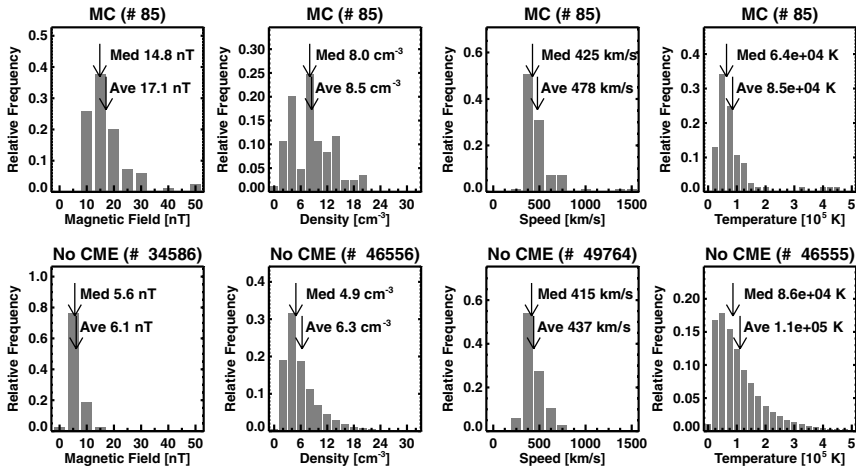 MC (# 85)
Relative Frequency
0.5
0.4
0.3
0.2
0.1
0.0
Med 14.8 nT
Ave 17.1 nT
0 10 20 30 40 50
Magnetic Field [nT]
MC (# 85)
Relative Frequency
0.30
0.25
0.20
0.15
0.10
0.05
0.00
Med 8.0 cm⁻³
Ave 8.5 cm⁻³
0 6 12 18 24 30
Density [cm⁻³]
MC (# 85)
Relative Frequency
0.6
0.4
0.2
0.0
Med 425 km/s
Ave 478 km/s
0 500 1000 1500
Speed [km/s]
MC (# 85)
Relative Frequency
0.4
0.3
0.2
0.1
0.0
Med 6.4e+04 K
Ave 8.5e+04 K
0 1 2 3 4 5
Temperature [10⁵ K]
No CME (# 34586)
Relative Frequency
1.0
0.8
0.6
0.4
0.2
0.0
Med 5.6 nT
Ave 6.1 nT
0 10 20 30 40 50
Magnetic Field [nT]
No CME (# 46556)
Relative Frequency
0.4
0.3
0.2
0.1
0.0
Med 4.9 cm⁻³
Ave 6.3 cm⁻³
0 6 12 18 24 30
Density [cm⁻³]
No CME (# 49764)
Relative Frequency
0.6
0.4
0.2
0.0
Med 415 km/s
Ave 437 km/s
0 500 1000 1500
Speed [km/s]
No CME (# 46555)
Relative Frequency
0.20
0.15
0.10
0.05
0.00
Med 8.6e+04 K
Ave 1.1e+05 K
0 1 2 3 4 5
Temperature [10⁵ K]